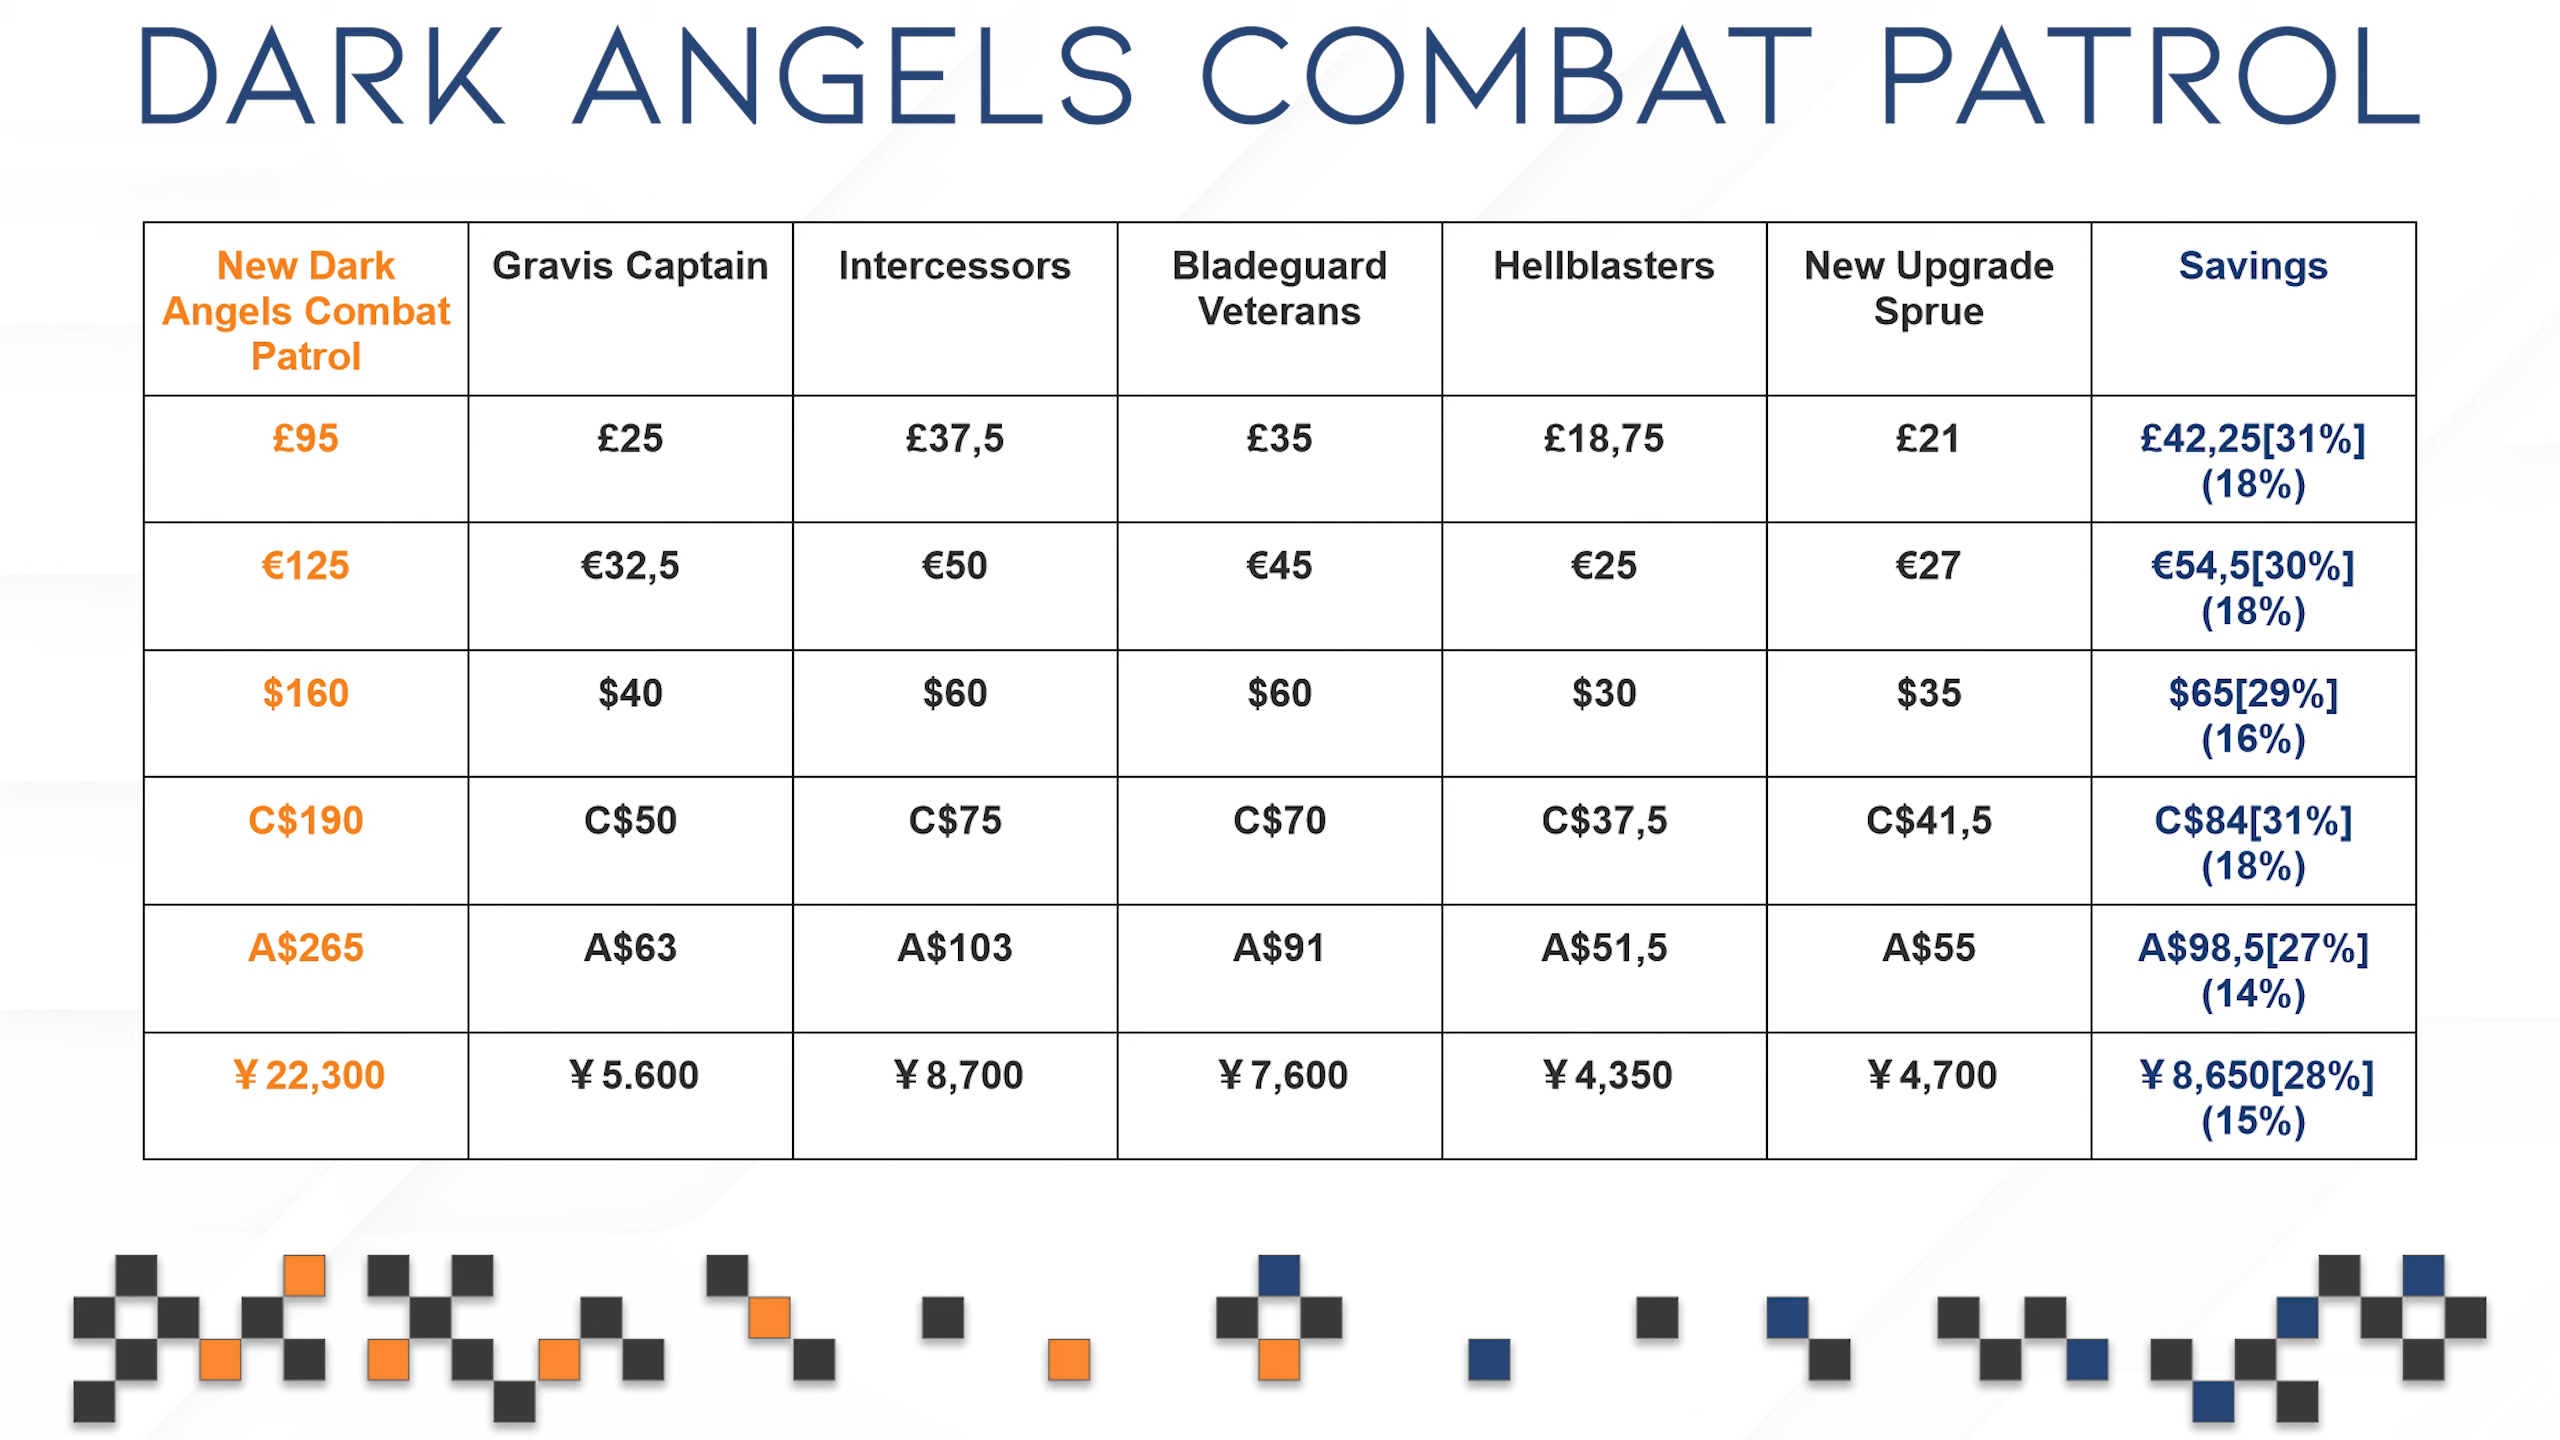 DARK ANGELS COMBAT PATROL
New Dark Angels Combat Patrol | Gravis Captain | Intercessors | Bladeguard Veterans | Hellblasters | New Upgrade Sprue | Savings
£95 | £25 | £37,5 | £35 | £18,75 | £21 | £42,25[31%] (18%)
€125 | €32,5 | €50 | €45 | €25 | €27 | €54,5[30%] (18%)
$160 | $40 | $60 | $60 | $30 | $35 | $65[29%] (16%)
C$190 | C$50 | C$75 | C$70 | C$37,5 | C$41,5 | C$84[31%] (18%)
A$265 | A$63 | A$103 | A$91 | A$51,5 | A$55 | A$98,5[27%] (14%)
¥22,300 | ¥5.600 | ¥8,700 | ¥7,600 | ¥4,350 | ¥4,700 | ¥8,650[28%] (15%)